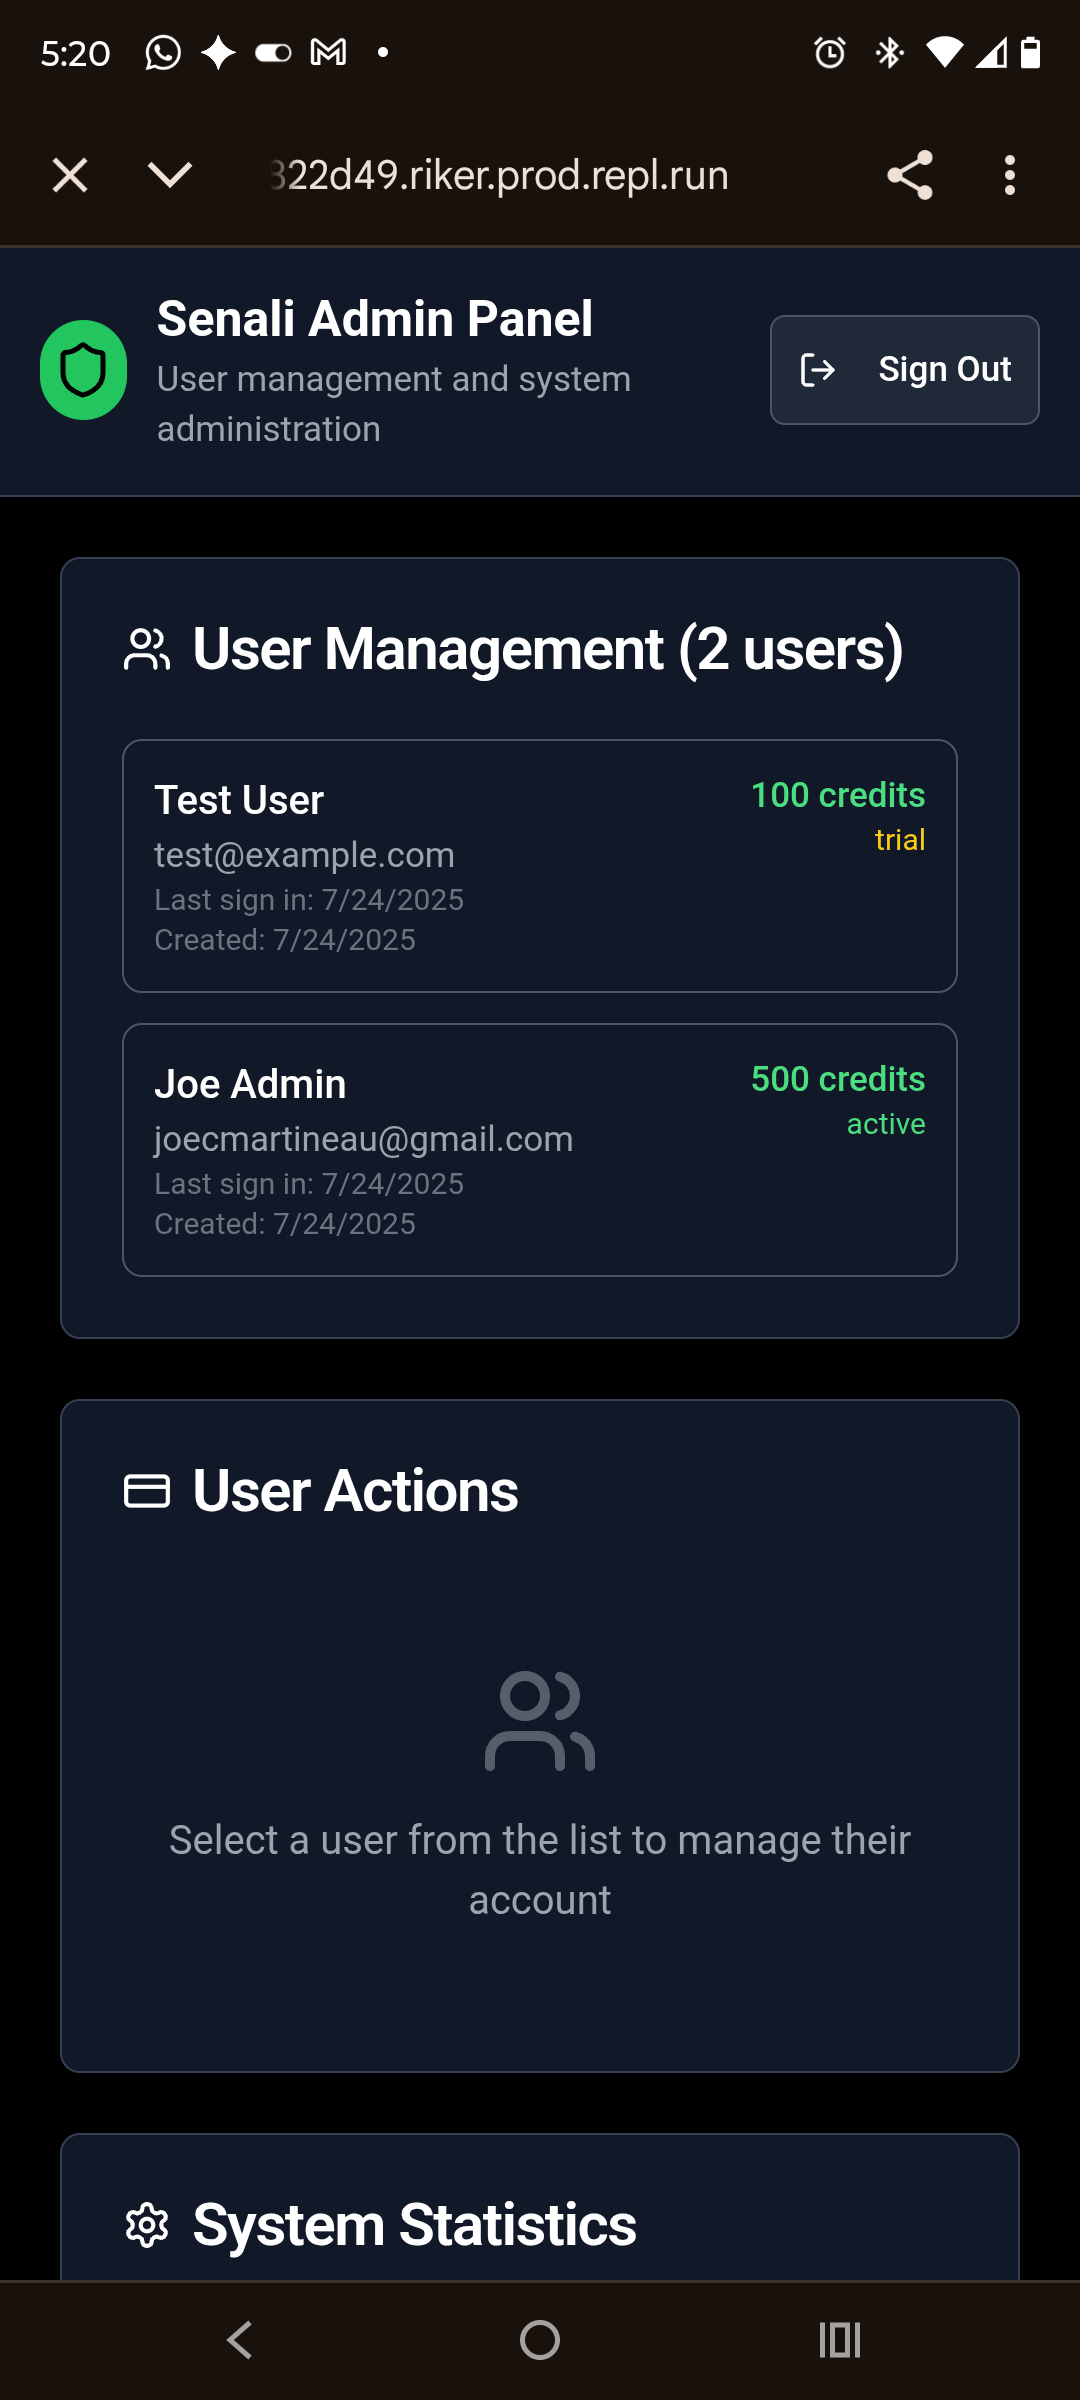 5:20
322d49.riker.prod.repl.run
Senali Admin Panel
User management and system
administration
Sign Out
User Management (2 users)
Test User
100 credits
test@example.com
trial
Last sign in: 7/24/2025
Created: 7/24/2025
Joe Admin
500 credits
joecmartineau@gmail.com
active
Last sign in: 7/24/2025
Created: 7/24/2025
User Actions
Select a user from the list to manage their
account
System Statistics